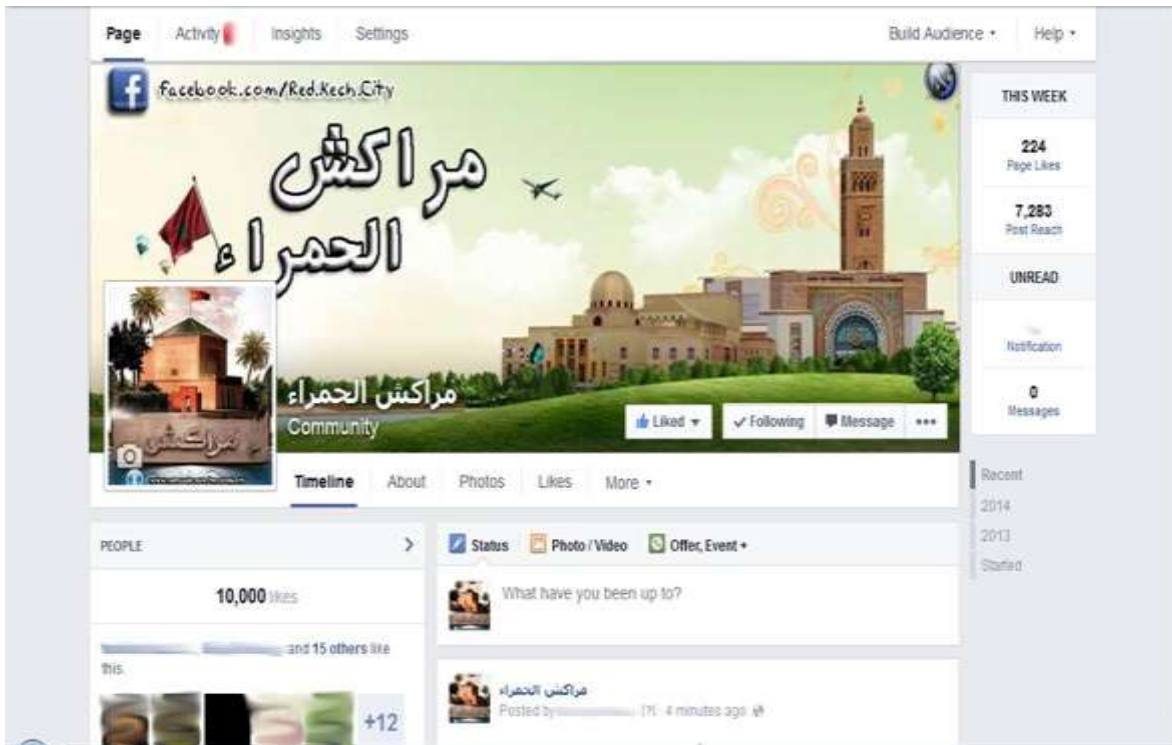 Page Activity Insights Settings Build Audience Help
facebook.com/Red.Kech.City
مراكش
الحمراء
مراكش
مراكش الحمراء
Community
Liked Following Message •••
Timeline About Photos Likes More
THIS WEEK
224
Page Likes
7,283
Post Reach
UNREAD
Notification
0
Messages
Recent
2014
2013
Started
PEOPLE >
10,000 likes
and 15 others like
this.
+12
Status Photo / Video Offer, Event +
What have you been up to?
مراكش الحمراء
Posted by [?] · 4 minutes ago